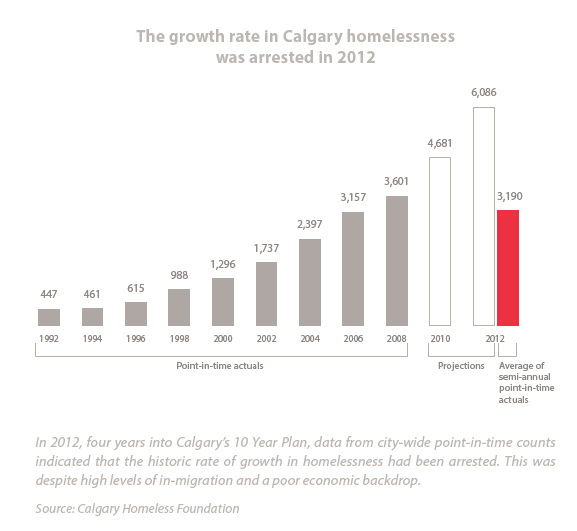 The growth rate in Calgary homelessness
was arrested in 2012
6,086
4,681
3,601
3,190
3,157
2,397
1,737
1,296
988
615
461
447
1992 1994 1996 1998 2000 2002 2004 2006 2008 2010 2012
Point-in-time actuals
Projections
Average of
semi-annual
point-in-time
actuals
In 2012, four years into Calgary's 10 Year Plan, data from city-wide point-in-time counts
indicated that the historic rate of growth in homelessness had been arrested. This was
despite high levels of in-migration and a poor economic backdrop.
Source: Calgary Homeless Foundation